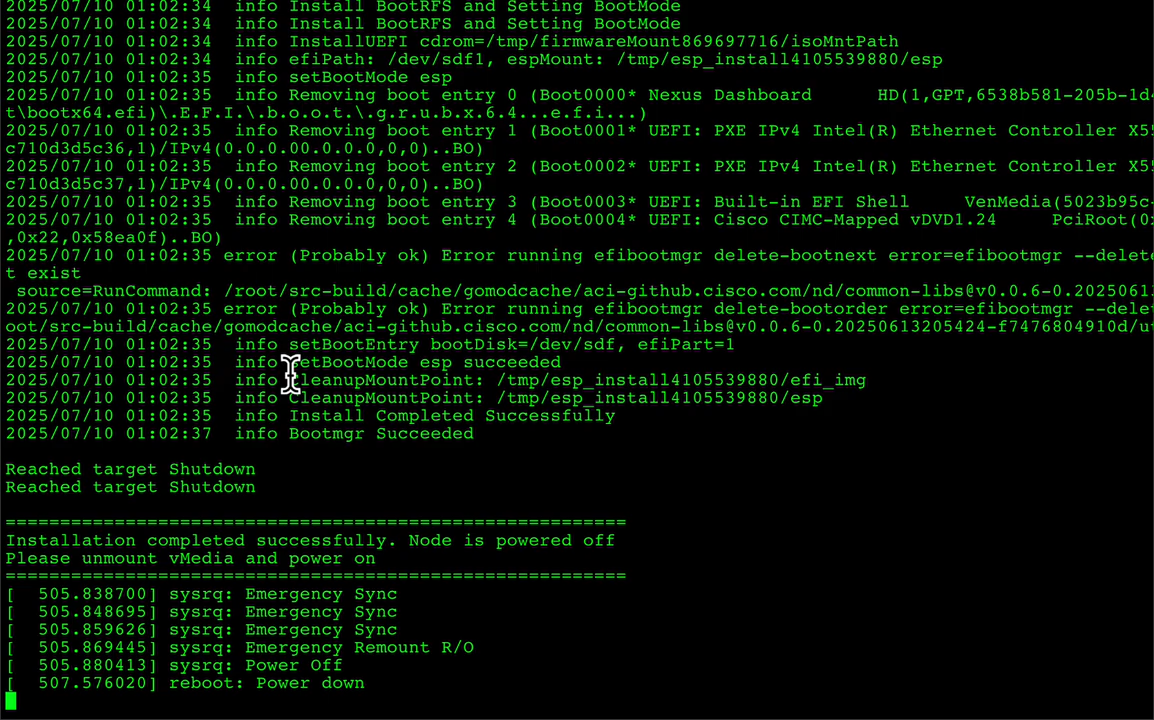 2025/07/10 01:02:34  info Install BootRFS and Setting BootMode
2025/07/10 01:02:34  info Install BootRFS and Setting BootMode
2025/07/10 01:02:34  info InstallUEFI cdrom=/tmp/firmwareMount869697716/isoMntPath
2025/07/10 01:02:34  info efiPath: /dev/sdf1, espMount: /tmp/esp_install4105539880/esp
2025/07/10 01:02:35  info setBootMode esp
2025/07/10 01:02:35  info Removing boot entry 0 (Boot0000* Nexus Dashboard      HD(1,GPT,6538b581-205b-1d4
t\bootx64.efi)\.E.F.I.\.b.o.o.t.\.g.r.u.b.x.6.4...e.f.i...)
2025/07/10 01:02:35  info Removing boot entry 1 (Boot0001* UEFI: PXE IPv4 Intel(R) Ethernet Controller X55
c710d3d5c36,1)/IPv4(0.0.0.00.0.0.0,0,0)..BO)
2025/07/10 01:02:35  info Removing boot entry 2 (Boot0002* UEFI: PXE IPv4 Intel(R) Ethernet Controller X55
c710d3d5c37,1)/IPv4(0.0.0.00.0.0.0,0,0)..BO)
2025/07/10 01:02:35  info Removing boot entry 3 (Boot0003* UEFI: Built-in EFI Shell     VenMedia(5023b95c-
2025/07/10 01:02:35  info Removing boot entry 4 (Boot0004* UEFI: Cisco CIMC-Mapped vDVD1.24     PciRoot(0x
,0x22,0x58ea0f)..BO)
2025/07/10 01:02:35 error (Probably ok) Error running efibootmgr delete-bootnext error=efibootmgr --delete
t exist
 source=RunCommand: /root/src-build/cache/gomodcache/aci-github.cisco.com/nd/common-libs@v0.0.6-0.20250613
2025/07/10 01:02:35 error (Probably ok) Error running efibootmgr delete-bootorder error=efibootmgr --delet
oot/src-build/cache/gomodcache/aci-github.cisco.com/nd/common-libs@v0.0.6-0.20250613205424-f7476804910d/ut
2025/07/10 01:02:35  info setBootEntry bootDisk=/dev/sdf, efiPart=1
2025/07/10 01:02:35  info setBootMode esp succeeded
2025/07/10 01:02:35  info CleanupMountPoint: /tmp/esp_install4105539880/efi_img
2025/07/10 01:02:35  info CleanupMountPoint: /tmp/esp_install4105539880/esp
2025/07/10 01:02:35  info Install Completed Successfully
2025/07/10 01:02:37  info Bootmgr Succeeded
Reached target Shutdown
Reached target Shutdown
=========================================================
Installation completed successfully. Node is powered off
Please unmount vMedia and power on
=========================================================
[  505.838700] sysrq: Emergency Sync
[  505.848695] sysrq: Emergency Sync
[  505.859626] sysrq: Emergency Sync
[  505.869445] sysrq: Emergency Remount R/O
[  505.880413] sysrq: Power Off
[  507.576020] reboot: Power down